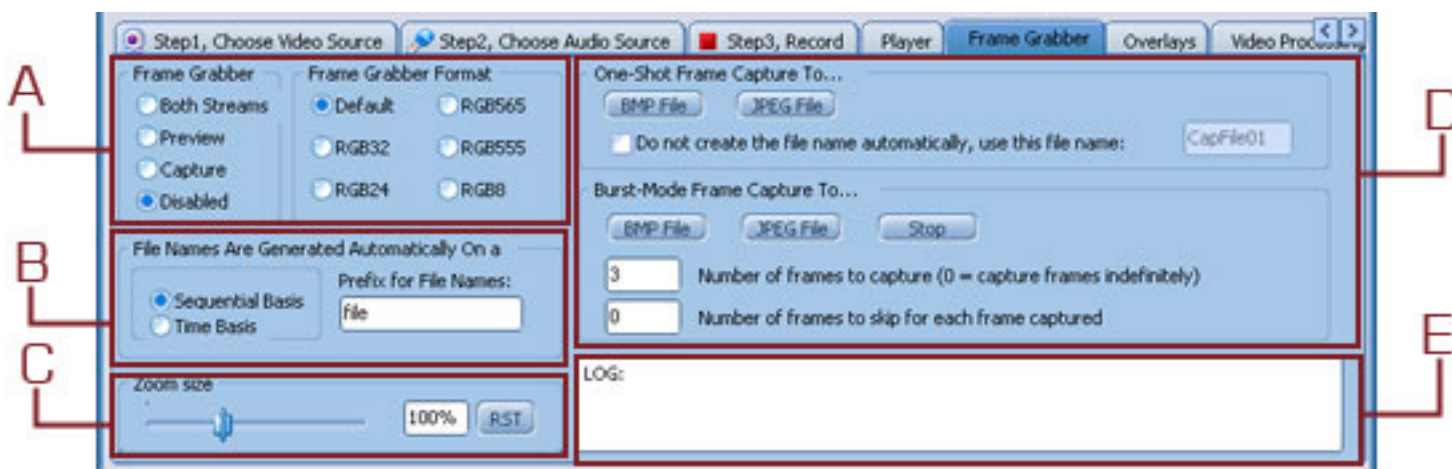 Step1, Choose Video Source Step2, Choose Audio Source Step3, Record Player Frame Grabber Overlays Video Processing
A
Frame Grabber
Both Streams
Preview
Capture
Disabled
Frame Grabber Format
Default RGB565
RGB32 RGB555
RGB24 RGB8
B
File Names Are Generated Automatically On a
Sequential Basis
Time Basis
Prefix for File Names:
file
C
Zoom size
100% RST
D
One-Shot Frame Capture To...
BMP File JPEG File
Do not create the file name automatically, use this file name: CapFile01
Burst-Mode Frame Capture To...
BMP File JPEG File Stop
3 Number of frames to capture (0 = capture frames indefinitely)
0 Number of frames to skip for each frame captured
E
LOG: